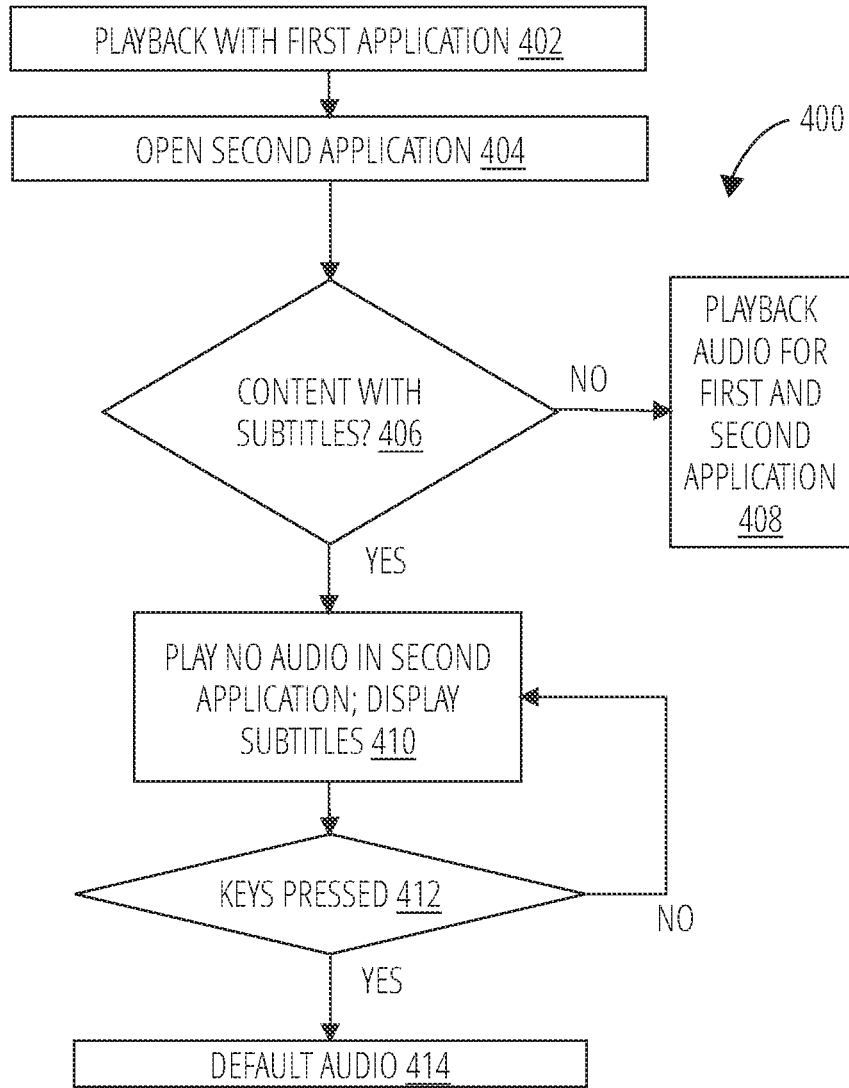 PLAYBACK WITH FIRST APPLICATION 402
OPEN SECOND APPLICATION 404
400
CONTENT WITH
SUBTITLES? 406
NO
PLAYBACK
AUDIO FOR
FIRST AND
SECOND
APPLICATION
408
YES
PLAY NO AUDIO IN SECOND
APPLICATION; DISPLAY
SUBTITLES 410
KEYS PRESSED 412
NO
YES
DEFAULT AUDIO 414